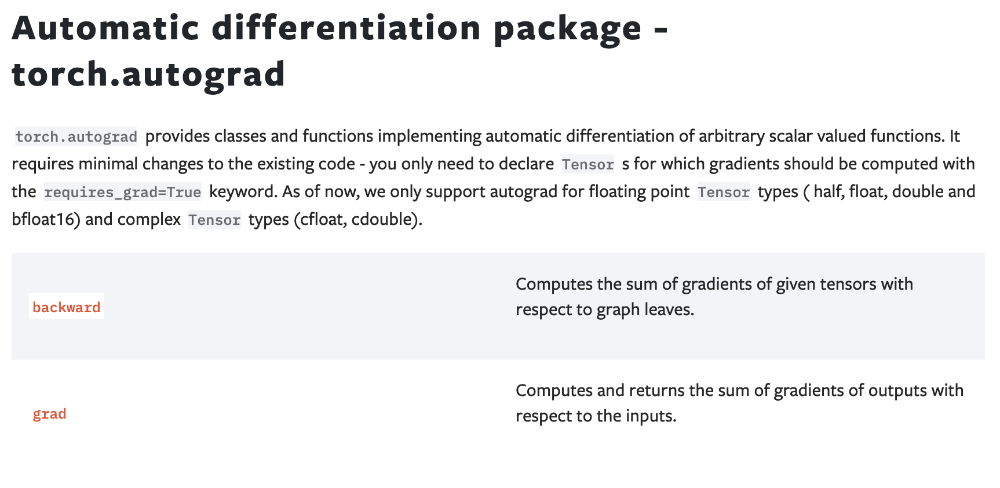 Automatic differentiation package -
torch.autograd
torch.autograd provides classes and functions implementing automatic differentiation of arbitrary scalar valued functions. It
requires minimal changes to the existing code - you only need to declare Tensor s for which gradients should be computed with
the requires_grad=True keyword. As of now, we only support autograd for floating point Tensor types ( half, float, double and
bfloat16) and complex Tensor types (cfloat, cdouble).
backward
Computes the sum of gradients of given tensors with
respect to graph leaves.
grad
Computes and returns the sum of gradients of outputs with
respect to the inputs.